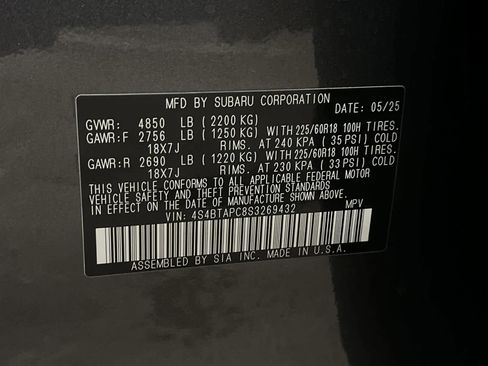 MFD BY SUBARU CORPORATION
DATE: 05/25
GVWR: 4850 LB (2200 KG)
GAWR:F 2756 LB (1250 KG) WITH 225/60R18 100H TIRES.
18X7J RIMS. AT 240 KPA (35 PSI) COLD
GAWR:R 2690 LB (1220 KG) WITH 225/60R18 100H TIRES.
18X7J RIMS. AT 230 KPA (33 PSI) COLD
THIS VEHICLE CONFORMS TO ALL APPLICABLE FEDERAL MOTOR
VEHICLE SAFETY AND THEFT PREVENTION STANDARDS
IN EFFECT ON THE DATE OF MANUFACTURE SHOWN ABOVE.
VIN: 4S4BTAPC8S3269432 MPV
ASSEMBLED BY SIA INC. MADE IN U.S.A.